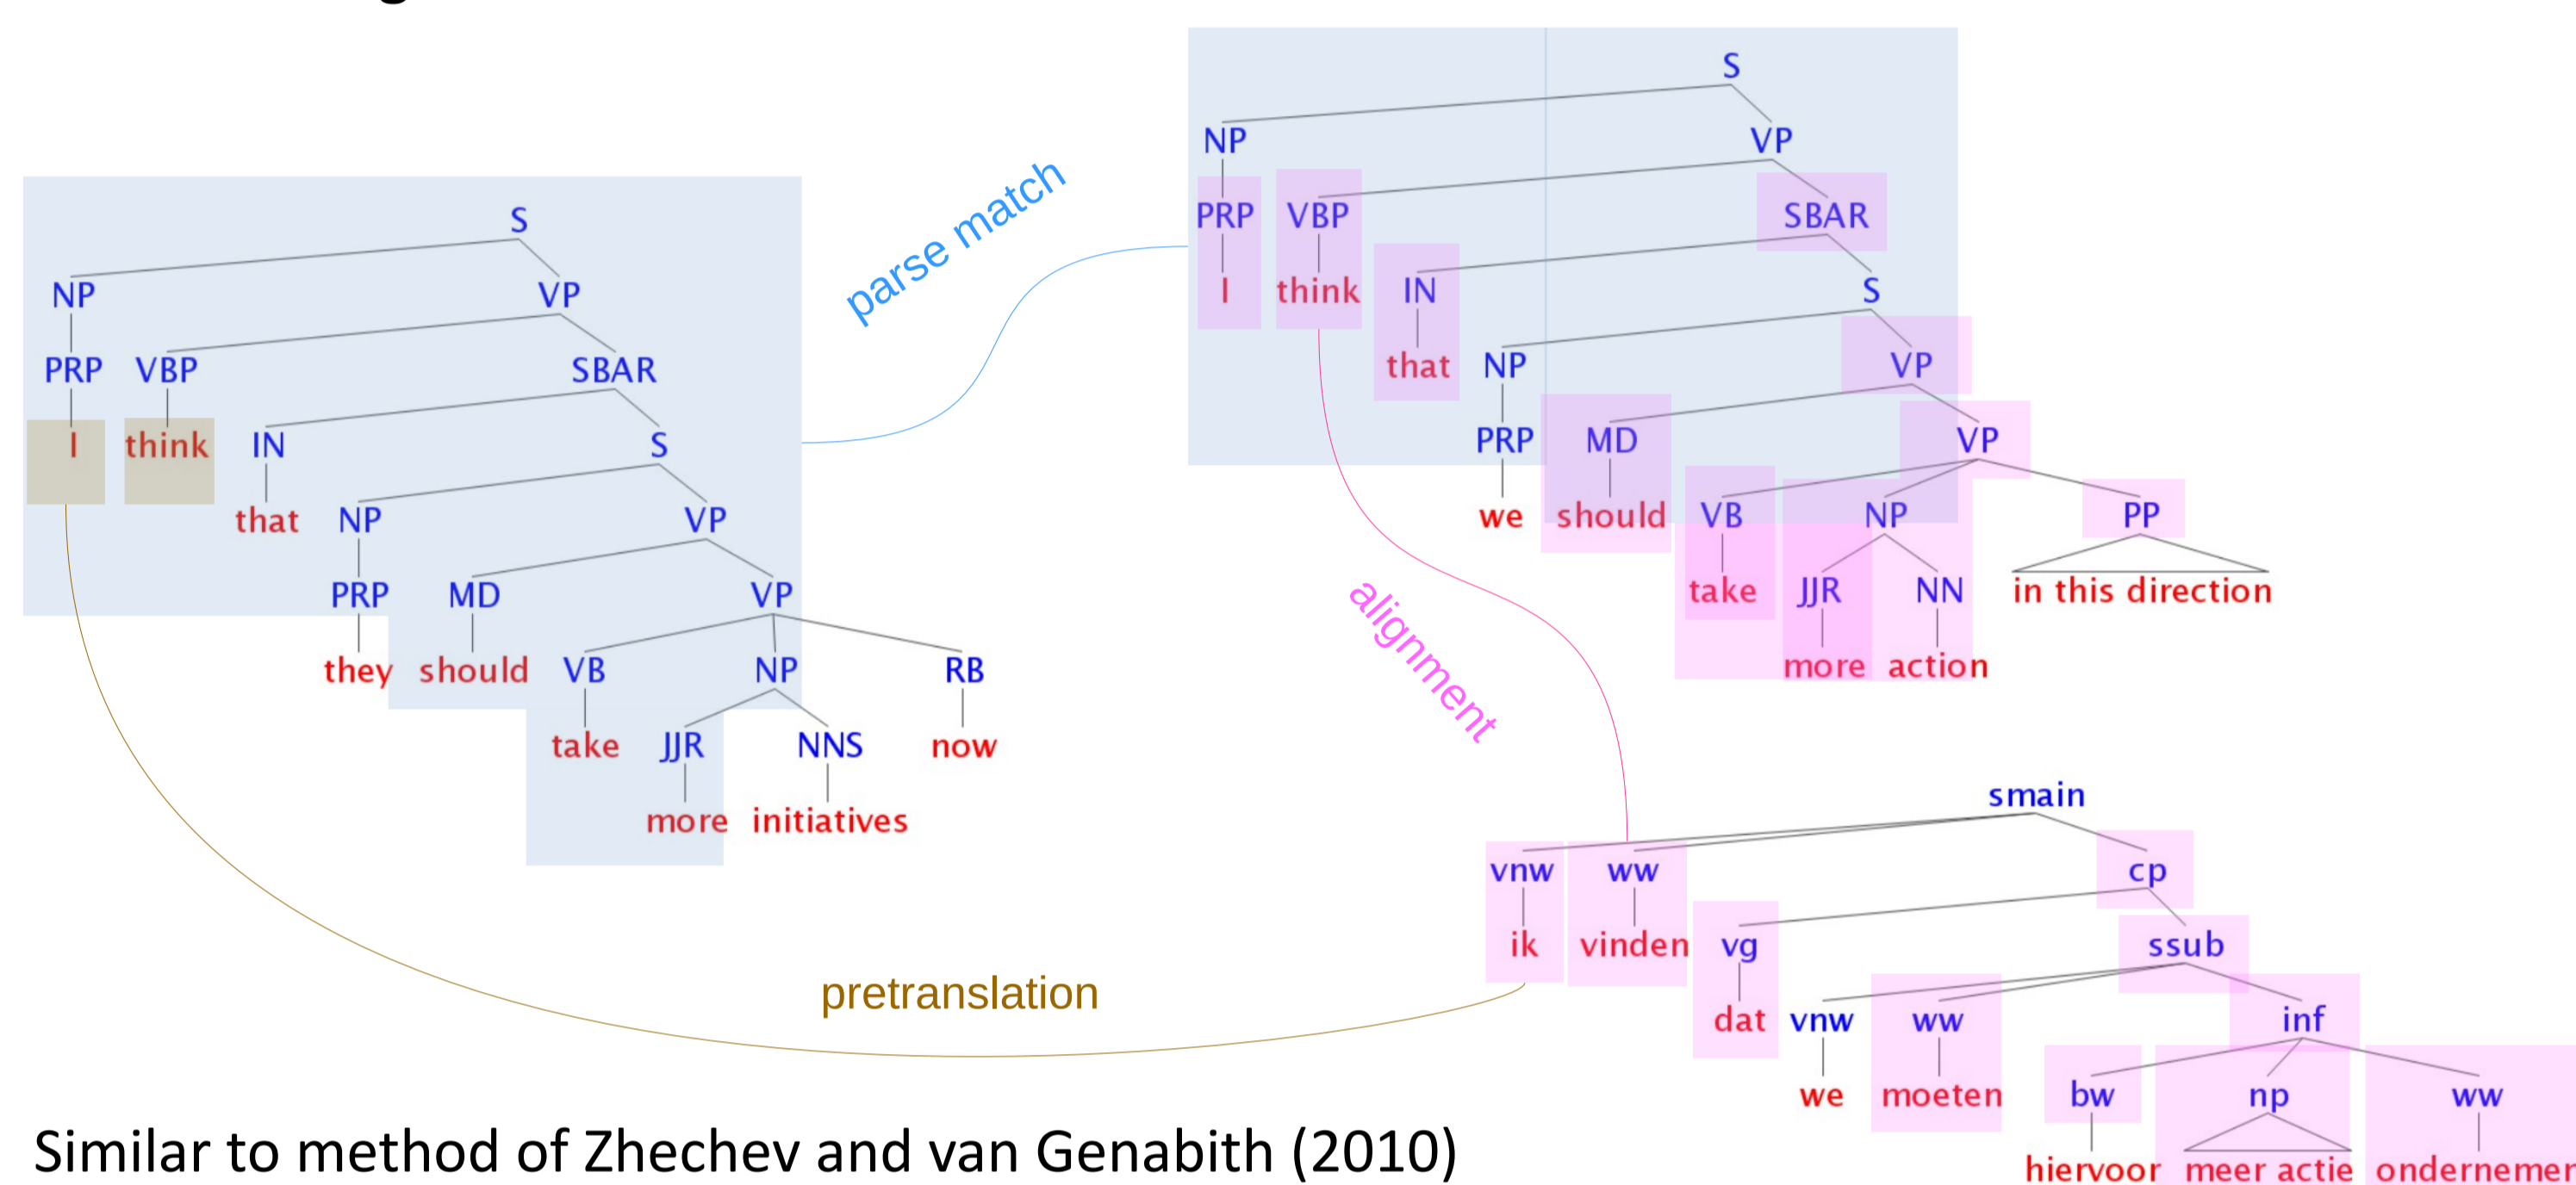 S
NP VP
PRP VBP SBAR
I think IN S
that NP VP
PRP MD VP
they should VB NP RB
take JJR NNS now
more initiatives
parse match
S
NP VP
PRP VBP SBAR
I think IN S
that NP VP
PRP MD VP
we should VB NP PP
take JJR NN in this direction
more action
alignment
smain
vnw ww cp
ik vinden vg ssub
dat vnw ww inf
we moeten bw np ww
hiervoor meer actie ondernemen
pretranslation
Similar to method of Zhechev and van Genabith (2010)